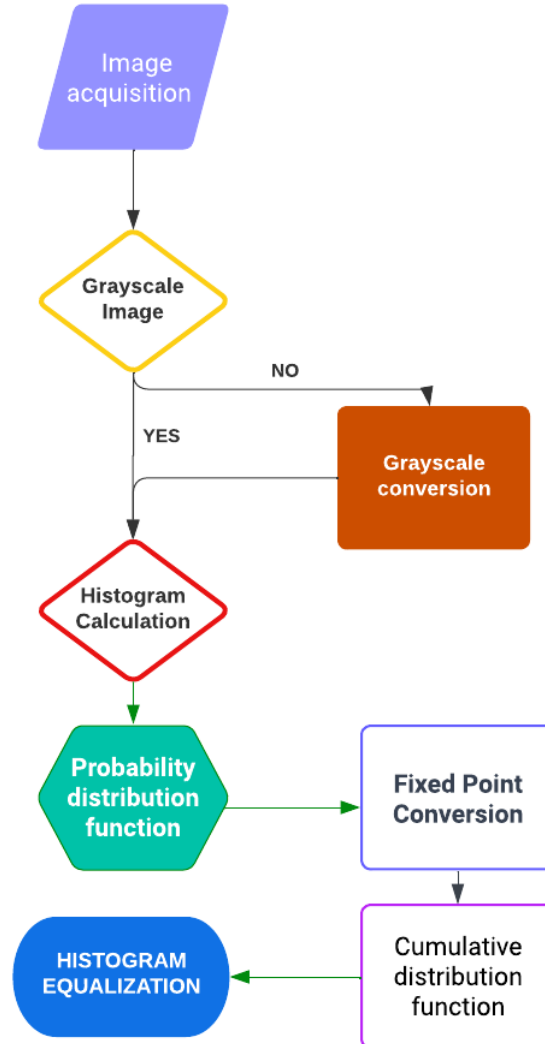 Image
acquisition
Grayscale
Image
NO
YES
Grayscale
conversion
Histogram
Calculation
Probability
distribution
function
Fixed Point
Conversion
Cumulative
distribution
function
HISTOGRAM
EQUALIZATION